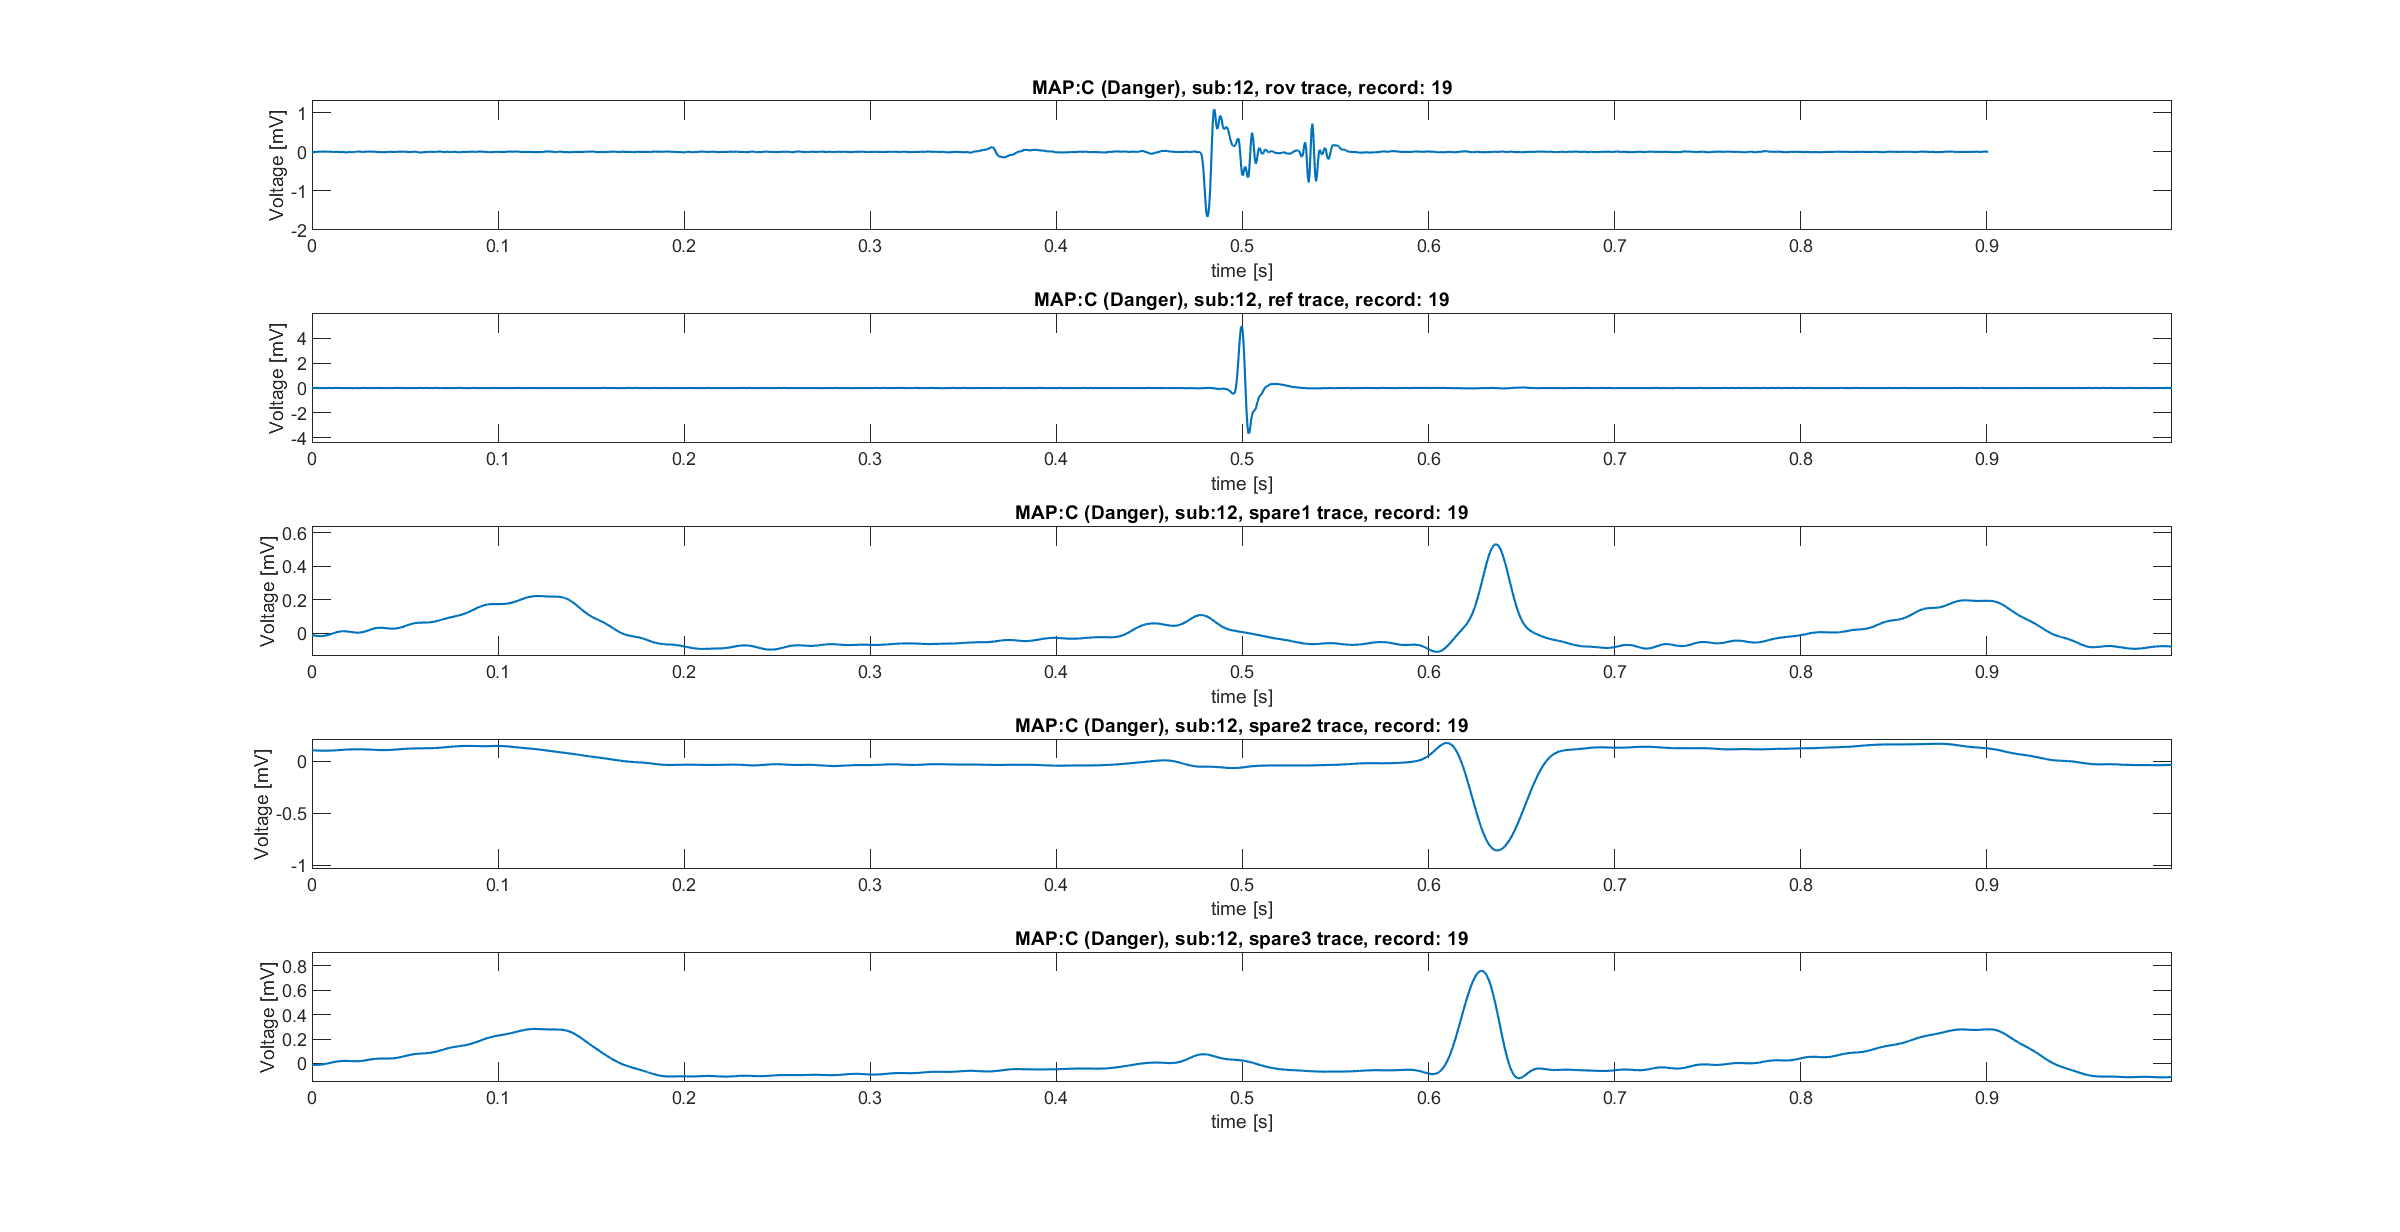 MAP:C (Danger), sub:12, rov trace, record: 19
Voltage [mV]
1
0
-1
-2
0 0.1 0.2 0.3 0.4 0.5 0.6 0.7 0.8 0.9
time [s]
MAP:C (Danger), sub:12, ref trace, record: 19
Voltage [mV]
4
2
0
-2
-4
0 0.1 0.2 0.3 0.4 0.5 0.6 0.7 0.8 0.9
time [s]
MAP:C (Danger), sub:12, spare1 trace, record: 19
Voltage [mV]
0.6
0.4
0.2
0
0 0.1 0.2 0.3 0.4 0.5 0.6 0.7 0.8 0.9
time [s]
MAP:C (Danger), sub:12, spare2 trace, record: 19
Voltage [mV]
0
-0.5
-1
0 0.1 0.2 0.3 0.4 0.5 0.6 0.7 0.8 0.9
time [s]
MAP:C (Danger), sub:12, spare3 trace, record: 19
Voltage [mV]
0.8
0.6
0.4
0.2
0
0 0.1 0.2 0.3 0.4 0.5 0.6 0.7 0.8 0.9
time [s]